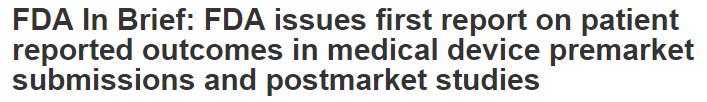 FDA In Brief: FDA issues first report on patient
reported outcomes in medical device premarket
submissions and postmarket studies